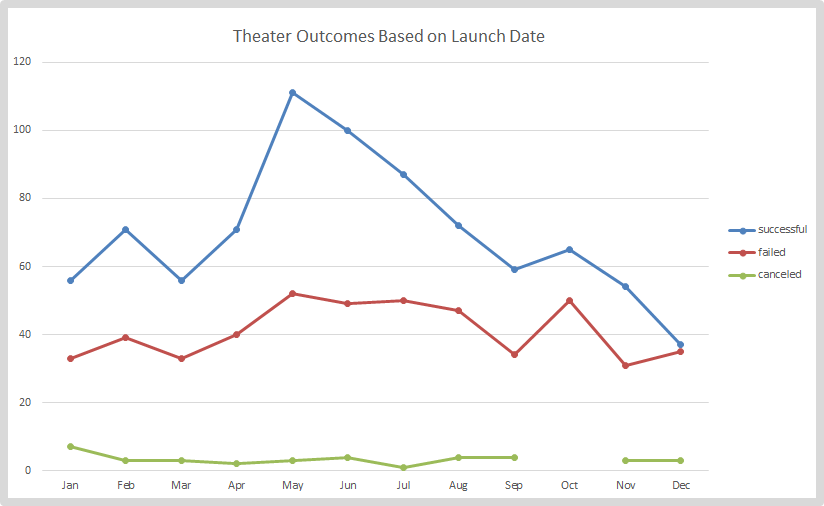 Theater Outcomes Based on Launch Date
120
100
80
60
40
20
0
Jan Feb Mar Apr May Jun Jul Aug Sep Oct Nov Dec
successful
failed
canceled